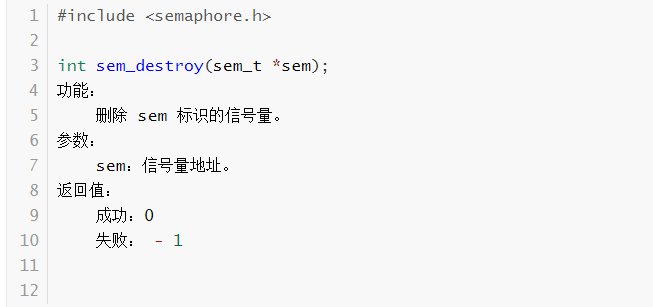 1 #include <semaphore.h>
2
3 int sem_destroy(sem_t *sem);
4 功能：
5     删除 sem 标识的信号量。
6 参数：
7     sem：信号量地址。
8 返回值：
9     成功：0
10     失败： - 1
11
12